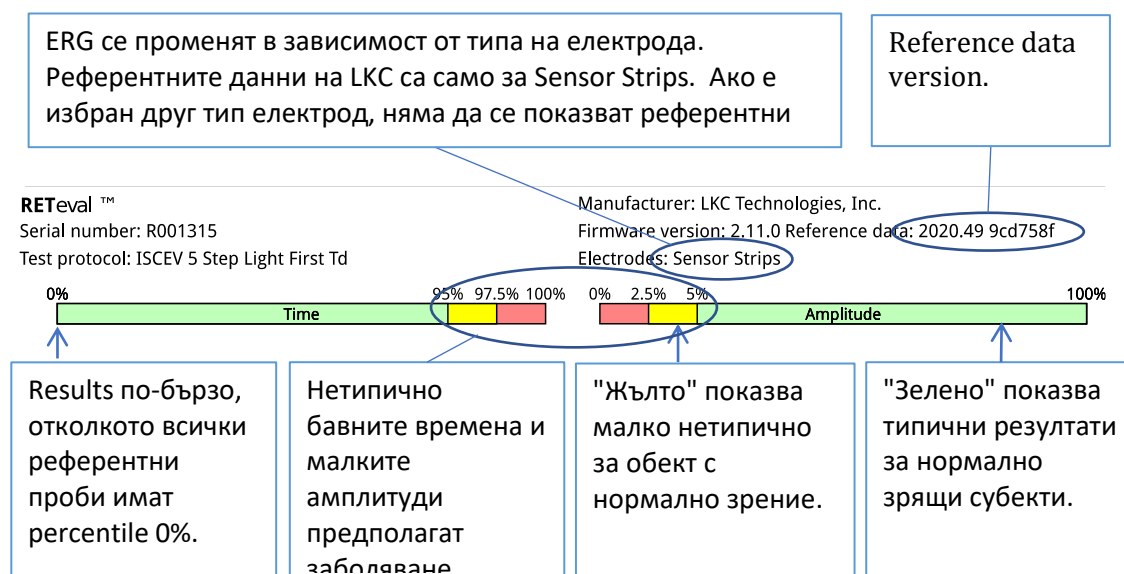 ERG се променят в зависимост от типа на електрода.
Референтните данни на LKC са само за Sensor Strips.  Ако е
избран друг тип електрод, няма да се показват референтни
Reference data
version.
RETeval ™
Serial number: R001315
Test protocol: ISCEV 5 Step Light First Td
Manufacturer: LKC Technologies, Inc.
Firmware version: 2.11.0 Reference data: 2020.49 9cd758f
Electrodes: Sensor Strips
0% 95% 97.5% 100%
Time
0% 2.5% 5% 100%
Amplitude
Results по-бързо,
отколкото всички
референтни
проби имат
percentile 0%.
Нетипично
бавните времена и
малките
амплитуди
предполагат
заболяване
"Жълто" показва
малко нетипично
за обект с
нормално зрение.
"Зелено" показва
типични резултати
за нормално
зрящи субекти.